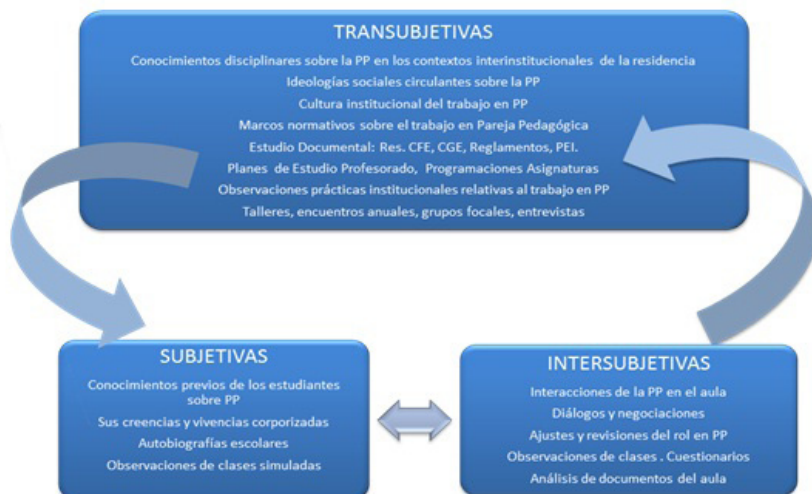 TRANSUBJETIVAS
Conocimientos disciplinares sobre la PP en los contextos interinstitucionales de la residencia
Ideologías sociales circulantes sobre la PP
Cultura institucional del trabajo en PP
Marcos normativos sobre el trabajo en Pareja Pedagógica
Estudio Documental: Res. CFE, CGE, Reglamentos, PEI.
Planes de Estudio Profesorado, Programaciones Asignaturas
Observaciones prácticas institucionales relativas al trabajo en PP
Talleres, encuentros anuales, grupos focales, entrevistas
SUBJETIVAS
Conocimientos previos de los estudiantes
sobre PP
Sus creencias y vivencias corporizadas
Autobiografías escolares
Observaciones de clases simuladas
INTERSUBJETIVAS
Interacciones de la PP en el aula
Diálogos y negociaciones
Ajustes y revisiones del rol en PP
Observaciones de clases . Cuestionarios
Análisis de documentos del aula